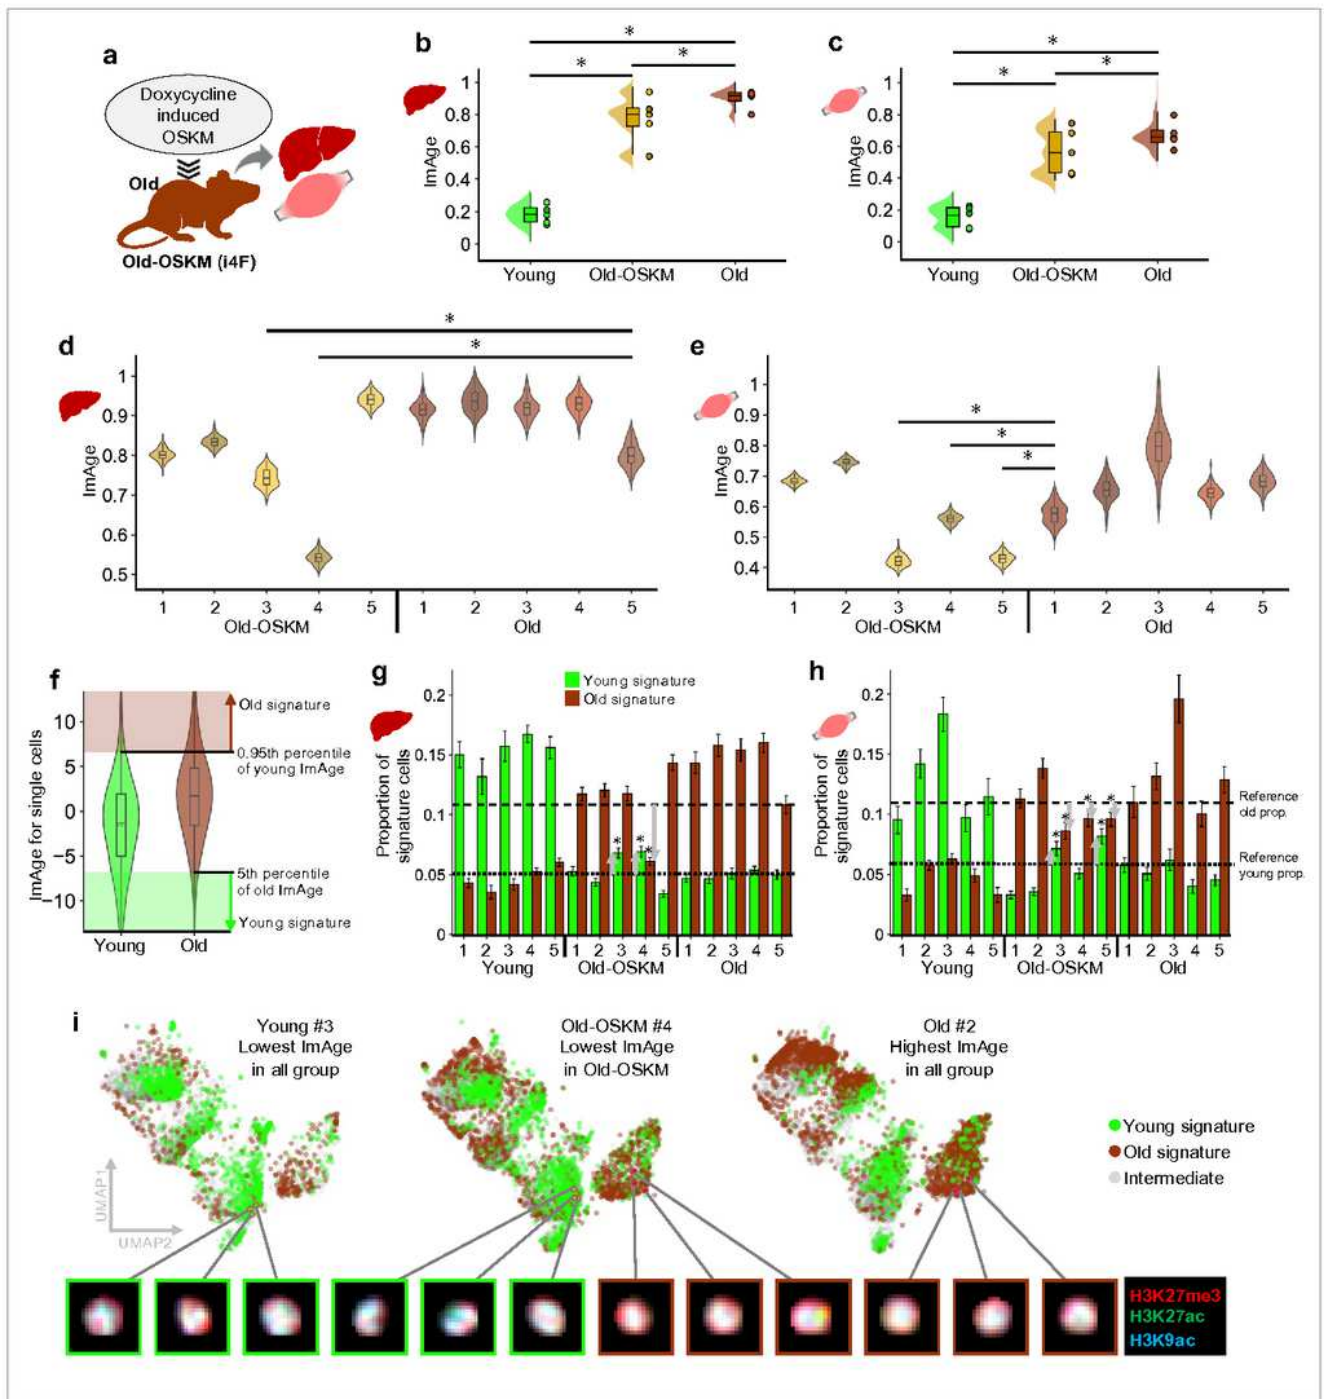 a
Doxycycline
induced
OSKM
Old
Old-OSKM (i4F)
b
*
*
*
ImAge
1
0.8
0.6
0.4
0.2
0
Young
Old-OSKM
Old
c
*
*
*
ImAge
1
0.8
0.6
0.4
0.2
0
Young
Old-OSKM
Old
d
*
*
ImAge
1
0.9
0.8
0.7
0.6
0.5
1 2 3 4 5 1 2 3 4 5
Old-OSKM
Old
e
*
*
*
ImAge
1
0.9
0.8
0.7
0.6
0.5
0.4
1 2 3 4 5 1 2 3 4 5
Old-OSKM
Old
f
ImAge for single cells
10
5
0
−5
−10
Old signature
0.95th percentile
of young ImAge
5th percentile
of old ImAge
Young signature
Young
Old
g
Young signature
Old signature
Proportion of
signature cells
0.2
0.15
0.1
0.05
0
* * *
1 2 3 4 5 1 2 3 4 5 1 2 3 4 5
Young
Old-OSKM
Old
h
Proportion of
signature cells
0.2
0.15
0.1
0.05
0
* * * * *
Reference
old prop.
Reference
young prop.
1 2 3 4 5 1 2 3 4 5 1 2 3 4 5
Young
Old-OSKM
Old
i
Young #3
Lowest ImAge
in all group
Old-OSKM #4
Lowest ImAge
in Old-OSKM
Old #2
Highest ImAge
in all group
Young signature
Old signature
Intermediate
UMAP1
UMAP2
H3K27me3
H3K27ac
H3K9ac